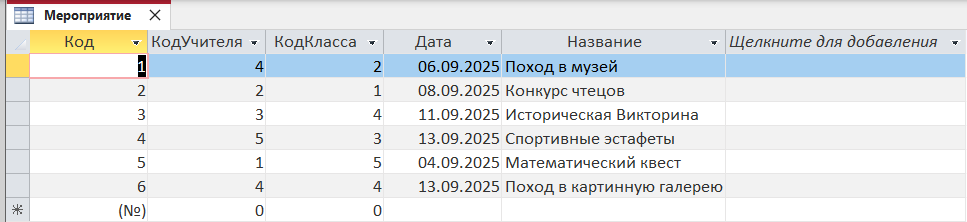 Мероприятие
Код КодУчителя КодКласса Дата Название Щелкните для добавления
1 4 2 06.09.2025 Поход в музей
2 2 1 08.09.2025 Конкурс чтецов
3 3 4 11.09.2025 Историческая Викторина
4 5 3 13.09.2025 Спортивные эстафеты
5 1 5 04.09.2025 Математический квест
6 4 4 13.09.2025 Поход в картинную галерею
(№) 0 0